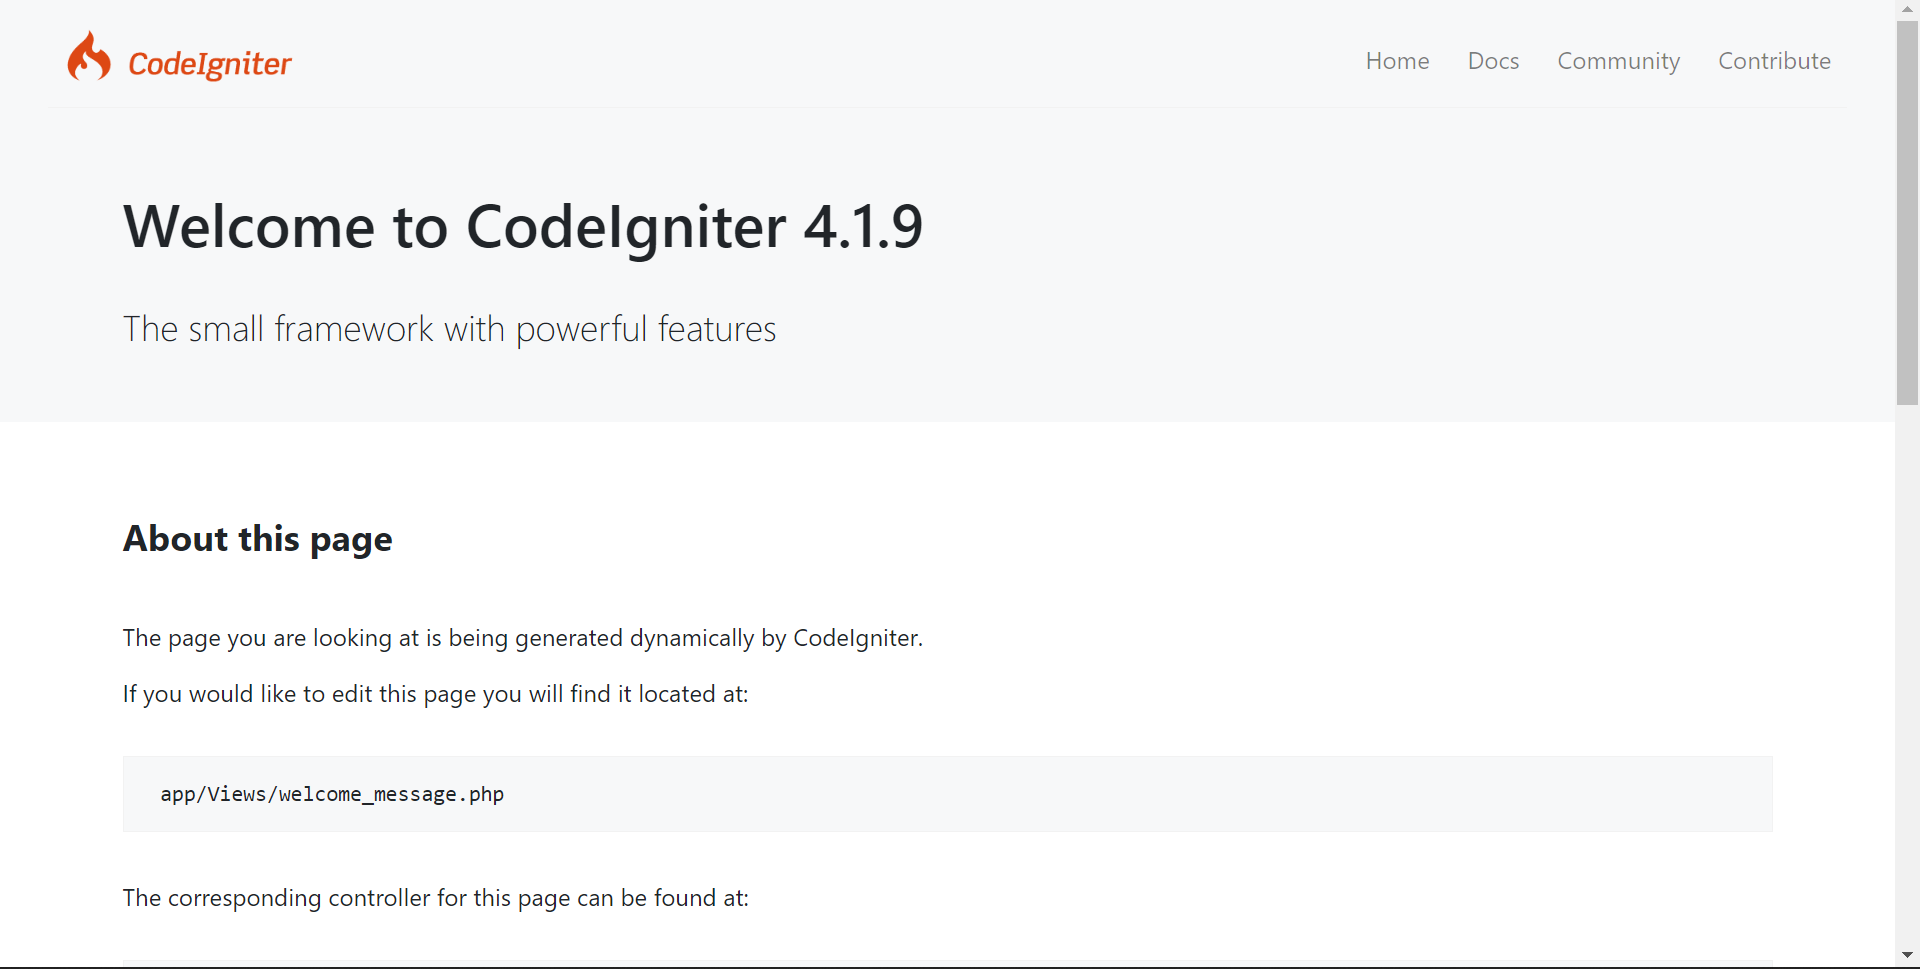 CodeIgniter
Home Docs Community Contribute
Welcome to CodeIgniter 4.1.9
The small framework with powerful features
About this page
The page you are looking at is being generated dynamically by CodeIgniter.
If you would like to edit this page you will find it located at:
app/Views/welcome_message.php
The corresponding controller for this page can be found at: